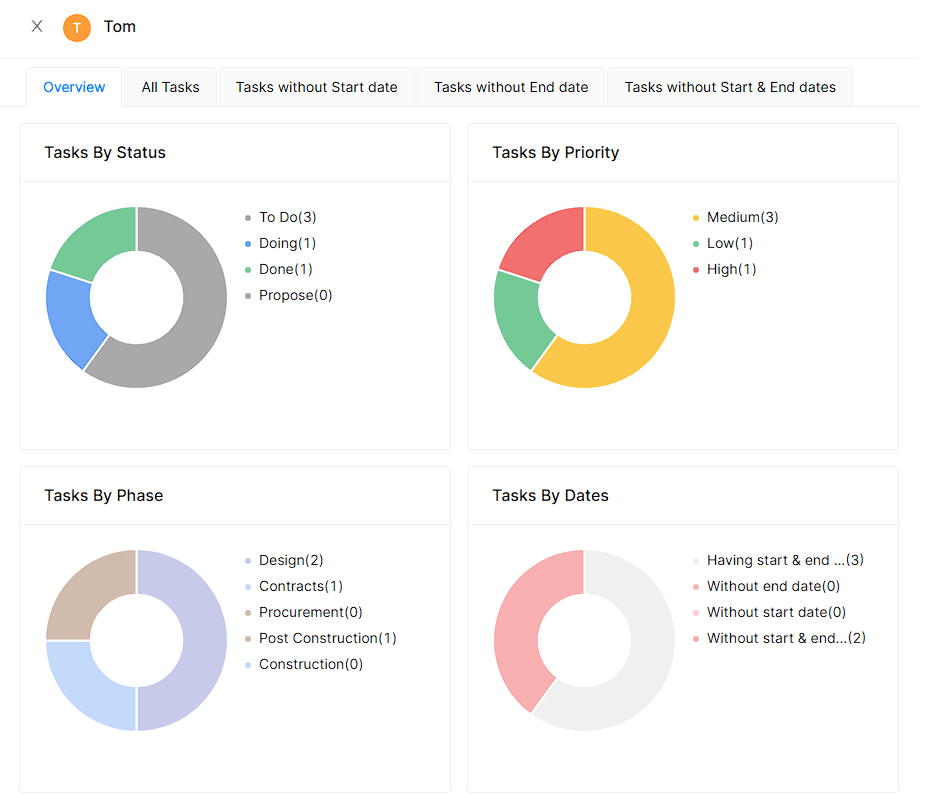 T Tom
Overview All Tasks Tasks without Start date Tasks without End date Tasks without Start & End dates
Tasks By Status
To Do(3)
Doing(1)
Done(1)
Propose(0)
Tasks By Priority
Medium(3)
Low(1)
High(1)
Tasks By Phase
Design(2)
Contracts(1)
Procurement(0)
Post Construction(1)
Construction(0)
Tasks By Dates
Having start & end ...(3)
Without end date(0)
Without start date(0)
Without start & end...(2)